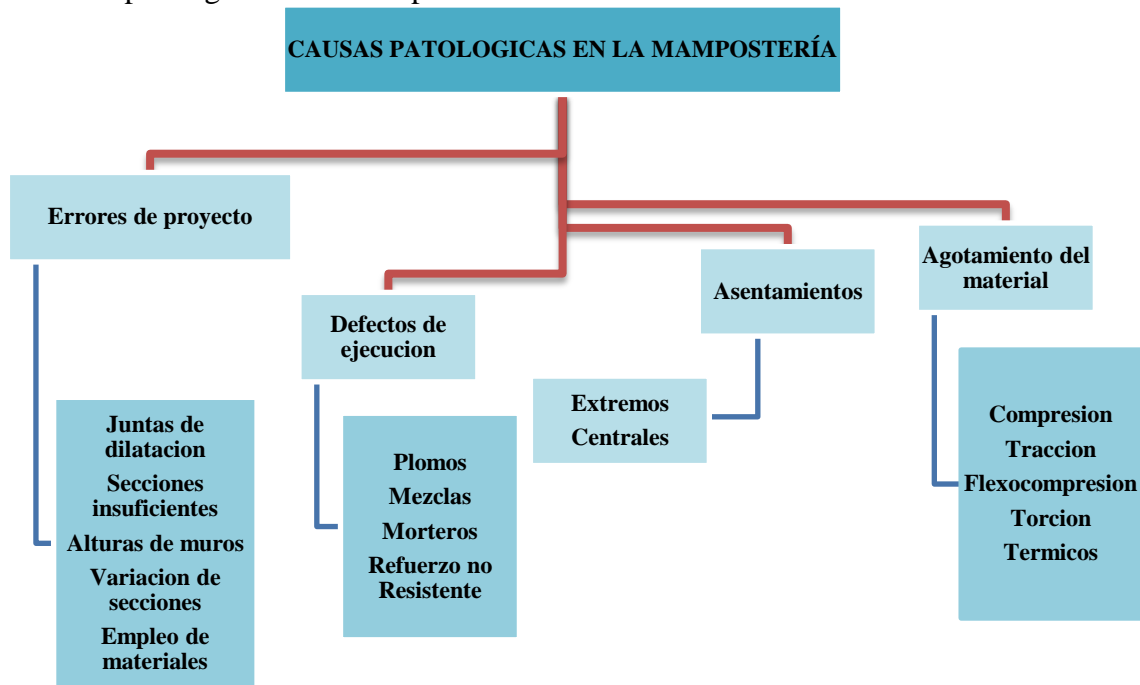 CAUSAS PATOLOGICAS EN LA MAMPOSTERÍA
Errores de proyecto
Juntas de
dilatacion
Secciones
insuficientes
Alturas de muros
Variacion de
secciones
Empleo de
materiales
Defectos de
ejecucion
Plomos
Mezclas
Morteros
Refuerzo no
Resistente
Asentamientos
Extremos
Centrales
Agotamiento del
material
Compresion
Traccion
Flexocompresion
Torcion
Termicos